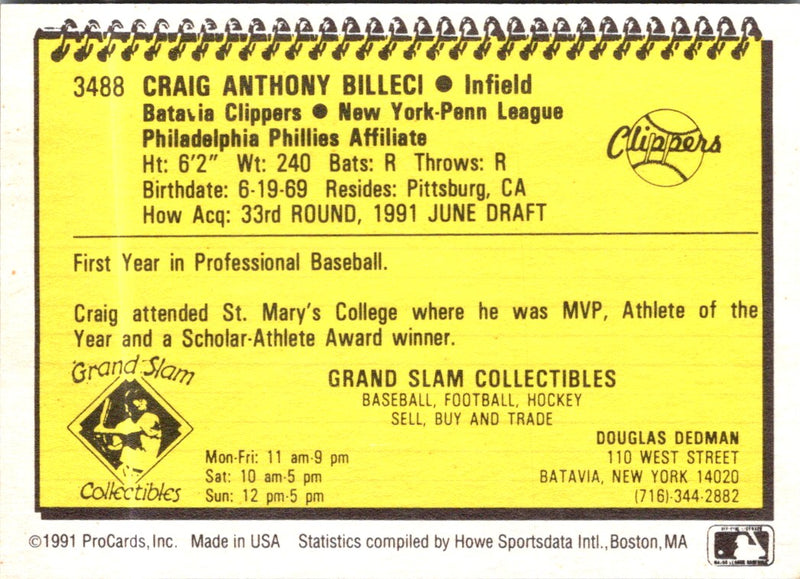 3488 CRAIG ANTHONY BILLECI ● Infield
Batavia Clippers ● New York-Penn League
Philadelphia Phillies Affiliate
Ht: 6'2" Wt: 240 Bats: R Throws: R
Birthdate: 6-19-69 Resides: Pittsburg, CA
How Acq: 33rd ROUND, 1991 JUNE DRAFT
Clippers
First Year in Professional Baseball.
Craig attended St. Mary's College where he was MVP, Athlete of the
Year and a Scholar-Athlete Award winner.
Grand Slam
Collectibles
GRAND SLAM COLLECTIBLES
BASEBALL, FOOTBALL, HOCKEY
SELL, BUY AND TRADE
Mon-Fri: 11 am-9 pm
Sat: 10 am-5 pm
Sun: 12 pm-5 pm
DOUGLAS DEDMAN
110 WEST STREET
BATAVIA, NEW YORK 14020
(716)-344-2882
©1991 ProCards, Inc. Made in USA Statistics compiled by Howe Sportsdata Intl., Boston, MA